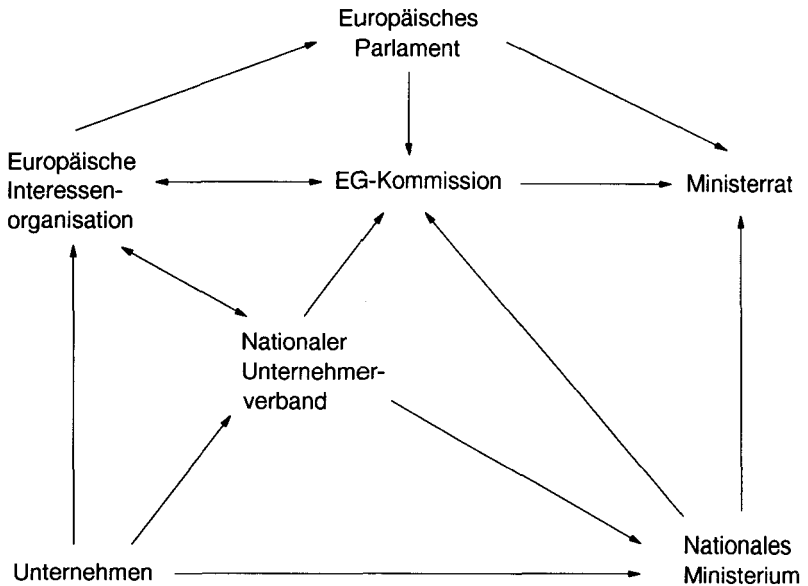 Europäisches
Parlament
Europäische
Interessen-
organisation
EG-Kommission
Ministerrat
Nationaler
Unternehmer-
verband
Unternehmen
Nationales
Ministerium